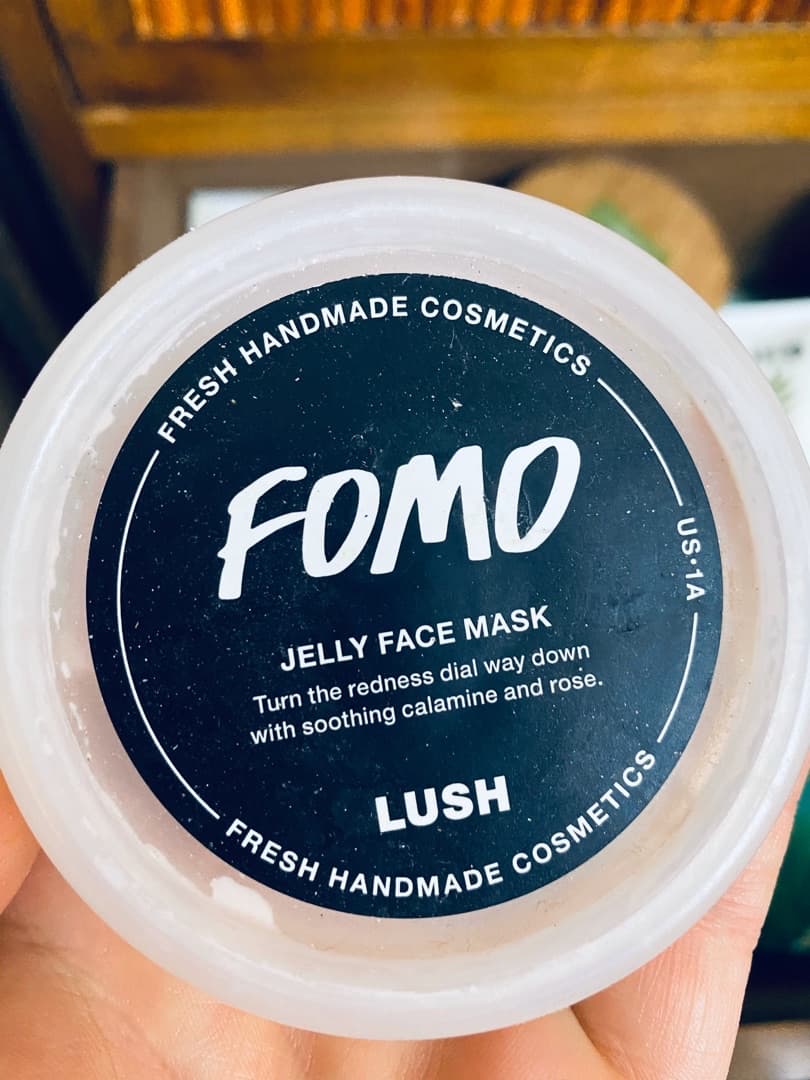 FRESH HANDMADE COSMETICS
FOMO
JELLY FACE MASK
Turn the redness dial way down
with soothing calamine and rose.
LUSH
US·1A
FRESH HANDMADE COSMETICS